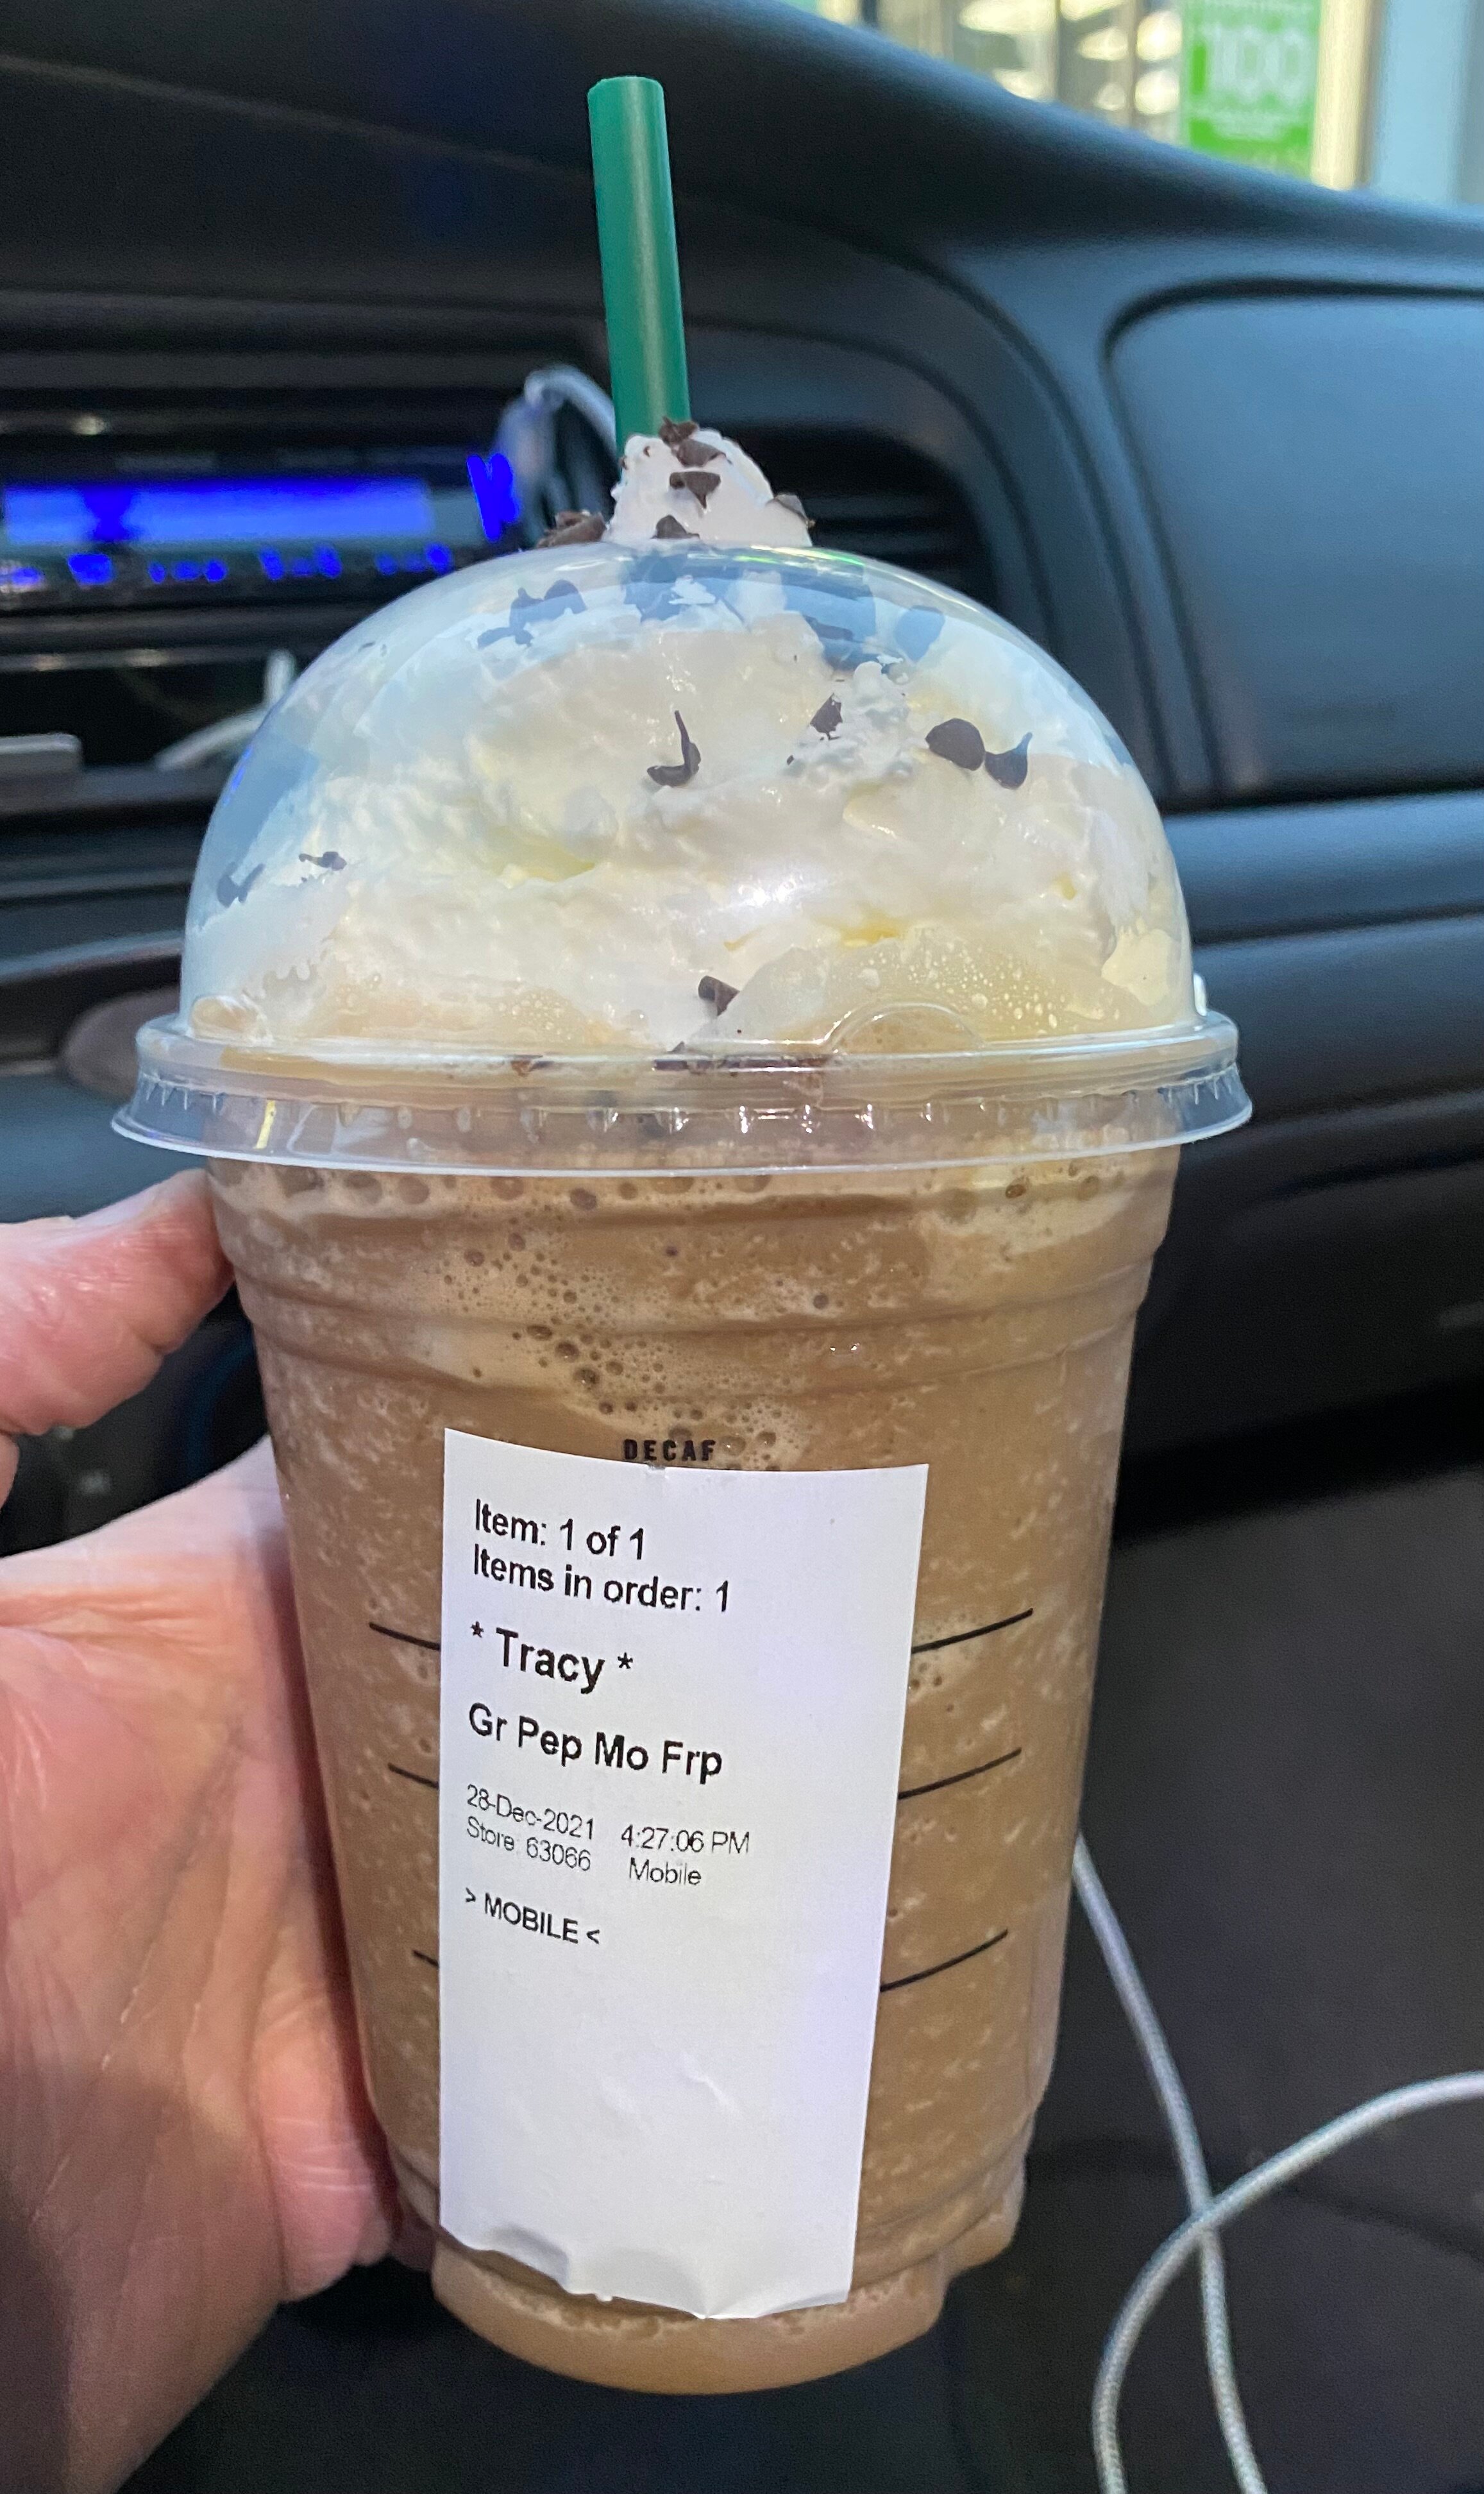 100
DECAF
Item: 1 of 1
Items in order: 1
* Tracy *
Gr Pep Mo Frp
28-Dec-2021 4:27:06 PM
Store: 63066 Mobile
> MOBILE <